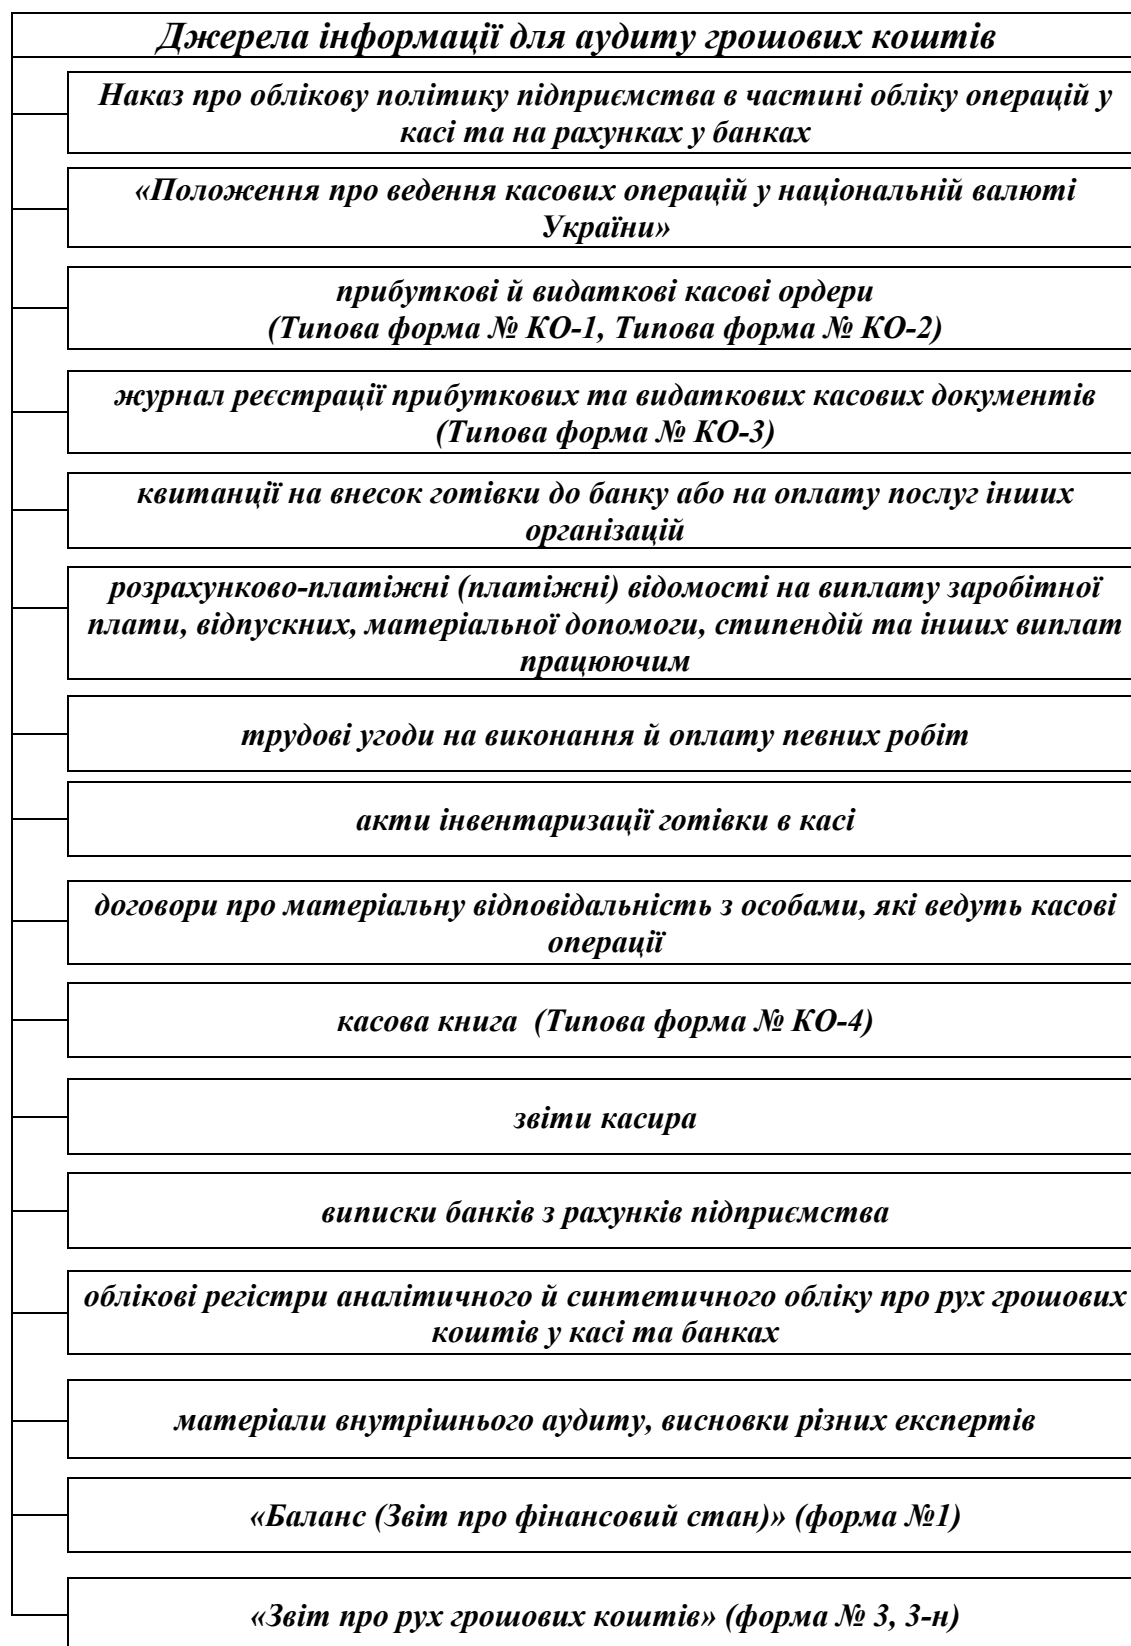 Джерела інформації для аудиту грошових коштів
Наказ про облікову політику підприємства в частині обліку операцій у
касі та на рахунках у банках
«Положення про ведення касових операцій у національній валюті
України»
прибуткові й видаткові касові ордери
(Типова форма № КО-1, Типова форма № КО-2)
журнал реєстрації прибуткових та видаткових касових документів
(Типова форма № КО-3)
квитанції на внесок готівки до банку або на оплату послуг інших
організацій
розрахунково-платіжні (платіжні) відомості на виплату заробітної
плати, відпускних, матеріальної допомоги, стипендій та інших виплат
працюючим
трудові угоди на виконання й оплату певних робіт
акти інвентаризації готівки в касі
договори про матеріальну відповідальність з особами, які ведуть касові
операції
касова книга (Типова форма № КО-4)
звіти касира
виписки банків з рахунків підприємства
облікові регістри аналітичного й синтетичного обліку про рух грошових
коштів у касі та банках
матеріали внутрішнього аудиту, висновки різних експертів
«Баланс (Звіт про фінансовий стан)» (форма №1)
«Звіт про рух грошових коштів» (форма № 3, 3-н)